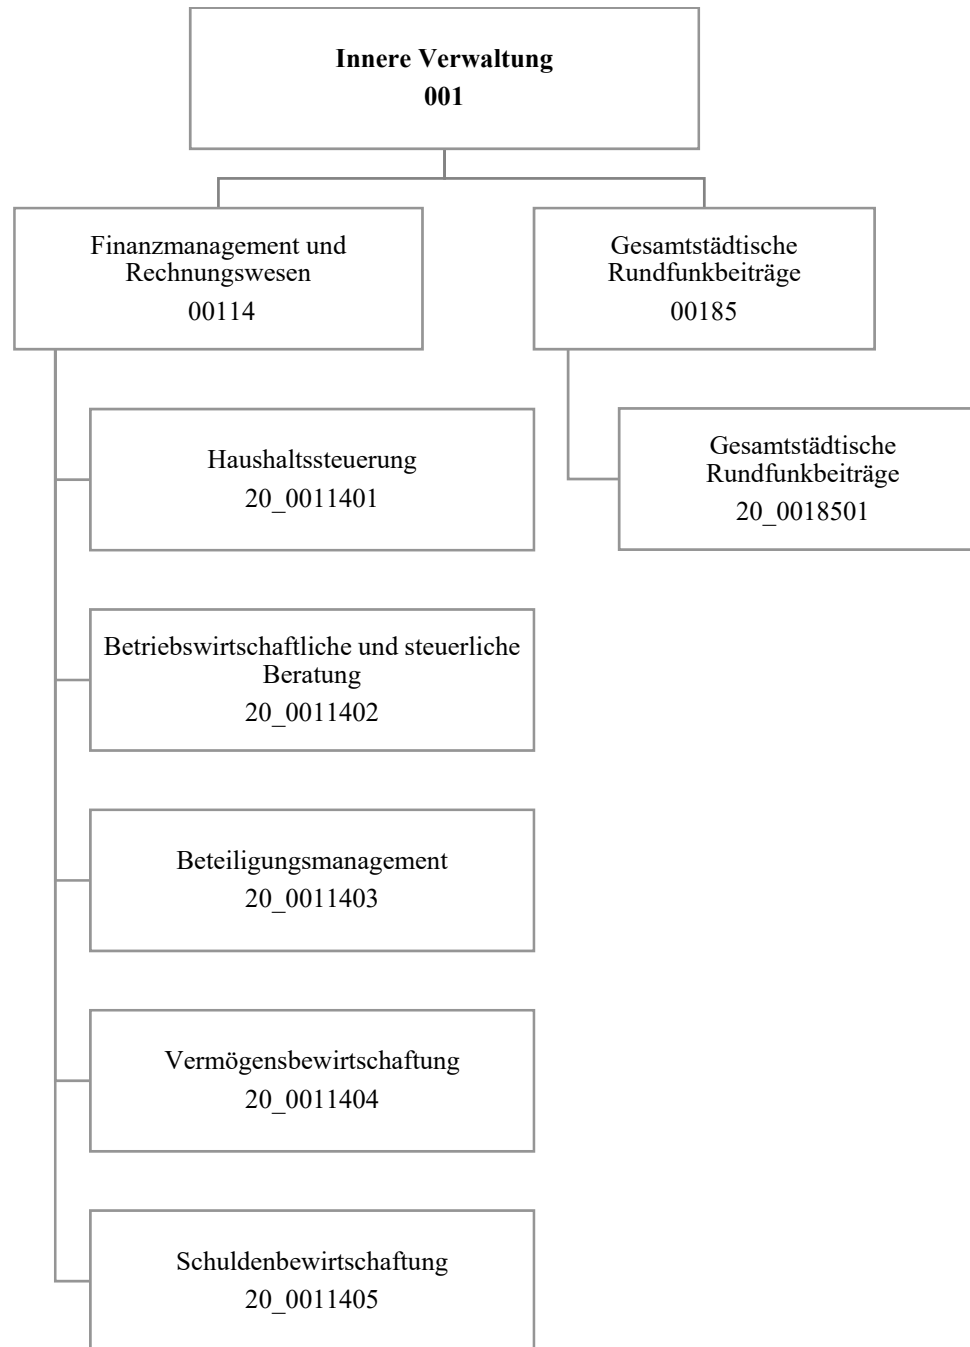 Innere Verwaltung
001
Finanzmanagement und
Rechnungswesen
00114
Gesamtstädtische
Rundfunkbeiträge
00185
Haushaltssteuerung
20_0011401
Gesamtstädtische
Rundfunkbeiträge
20_0018501
Betriebswirtschaftliche und steuerliche
Beratung
20_0011402
Beteiligungsmanagement
20_0011403
Vermögensbewirtschaftung
20_0011404
Schuldenbewirtschaftung
20_0011405